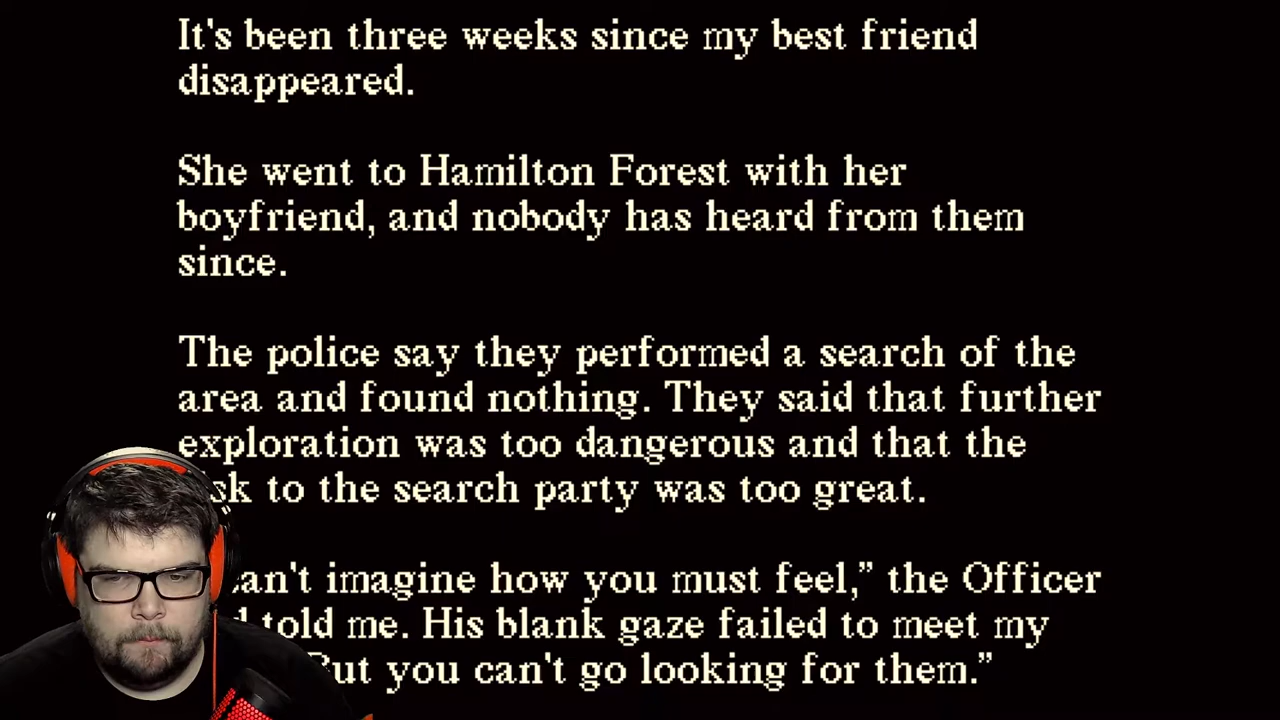 It's been three weeks since my best friend
disappeared.
She went to Hamilton Forest with her
boyfriend, and nobody has heard from them
since.
The police say they performed a search of the
area and found nothing. They said that further
exploration was too dangerous and that the
to the search party was too great.
imagine how you must feel,” the Officer
told me. His blank gaze failed to meet my
you can't go looking for them.”